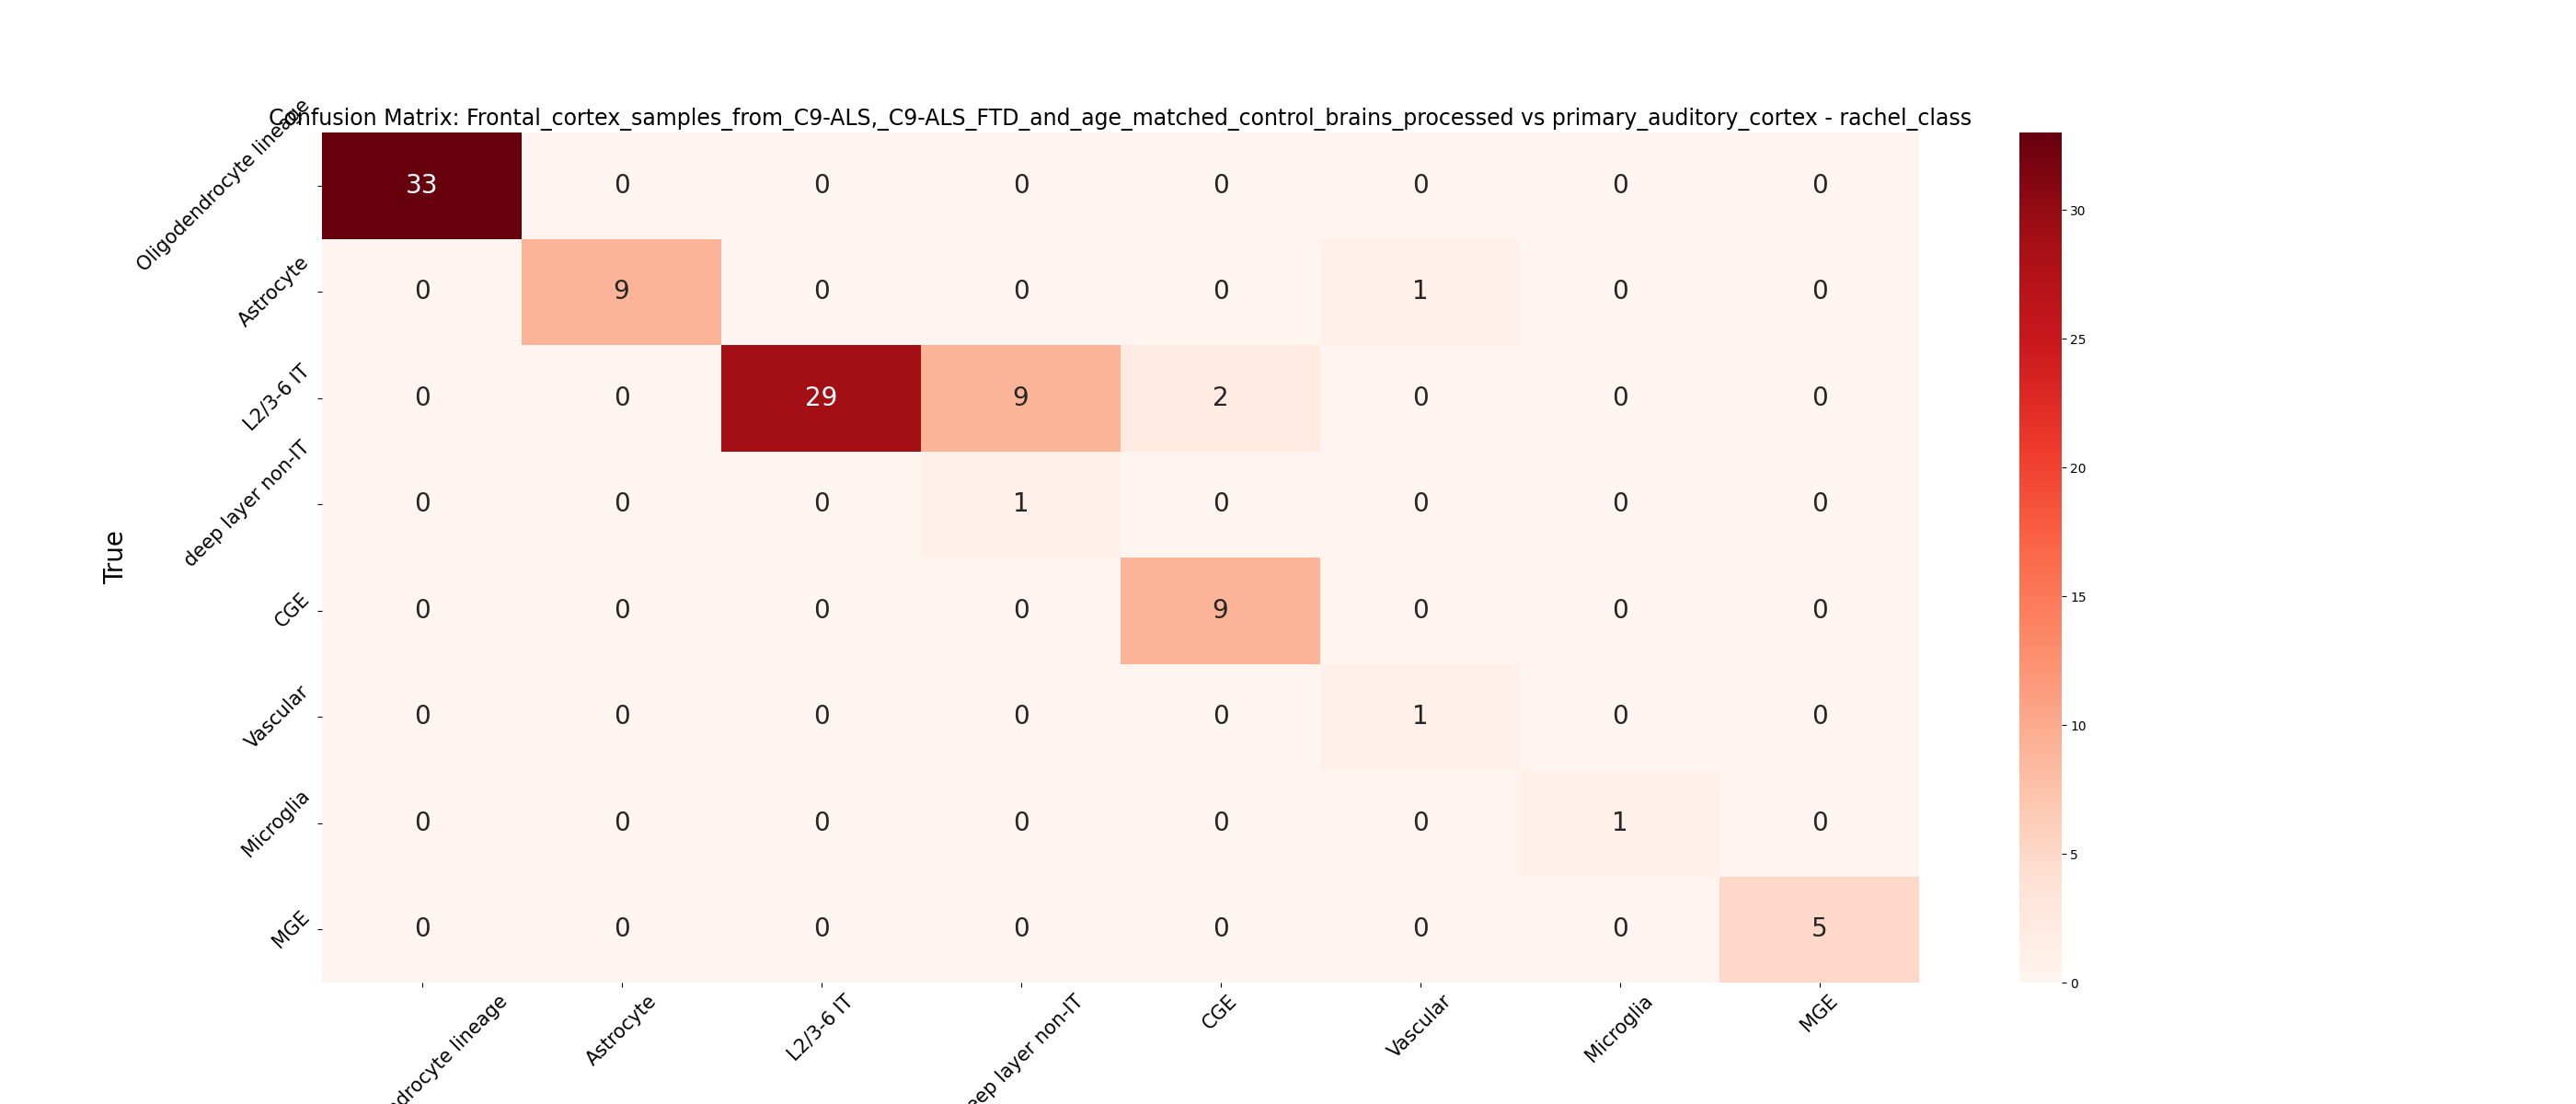 Confusion Matrix: Frontal_cortex_samples_from_C9-ALS,_C9-ALS_FTD_and_age_matched_control_brains_processed vs primary_auditory_cortex - rachel_class
Oligodendrocyte lineage 33 0 0 0 0 0 0 0
Astrocyte 0 9 0 0 0 1 0 0
L2/3-6 IT 0 0 29 9 2 0 0 0
deep layer non-IT 0 0 0 1 0 0 0 0
CGE 0 0 0 0 9 0 0 0
Vascular 0 0 0 0 0 1 0 0
Microglia 0 0 0 0 0 0 1 0
MGE 0 0 0 0 0 0 0 5
True
lineage Astrocyte L2/3-6 IT layer non-IT CGE Vascular Microglia MGE
30
25
20
15
10
5
0